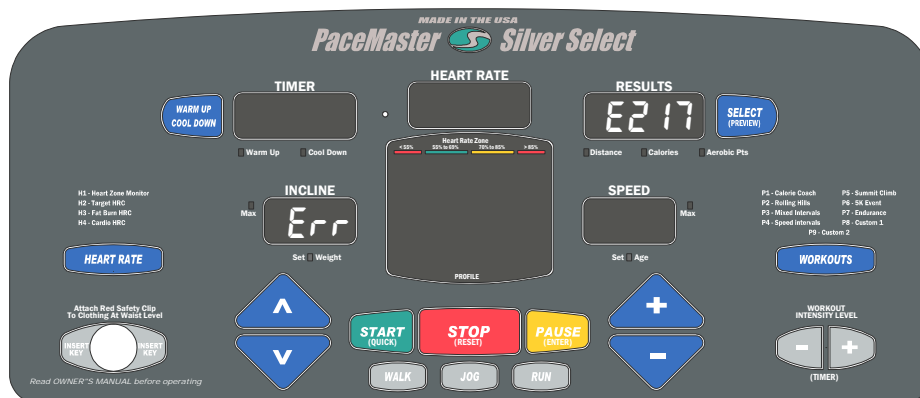 MADE IN THE USA
PaceMaster Silver Select
TIMER
HEART RATE
RESULTS
WARM UP
COOL DOWN
E217
SELECT
(PREVIEW)
Warm Up
Cool Down
Distance
Calories
Aerobic Pts
Heart Rate Zone
< 55%
55% to 69%
70% to 85%
> 85%
H1 - Heart Zone Monitor
H2 - Target HRC
H3 - Fat Burn HRC
H4 - Cardio HRC
HEART RATE
INCLINE
Max
Err
Set
Weight
PROFILE
SPEED
Max
Set
Age
P1 - Calorie Coach
P2 - Rolling Hills
P3 - Mixed Intervals
P4 - Speed Intervals
P5 - Summit Climb
P6 - 5K Event
P7 - Endurance
P8 - Custom 1
P9 - Custom 2
WORKOUTS
Attach Red Safety Clip
To Clothing At Waist Level
INSERT
KEY
INSERT
KEY
Read OWNER"S MANUAL before operating
START
(QUICK)
STOP
(RESET)
PAUSE
(ENTER)
WALK
JOG
RUN
WORKOUT
INTENSITY LEVEL
(TIMER)